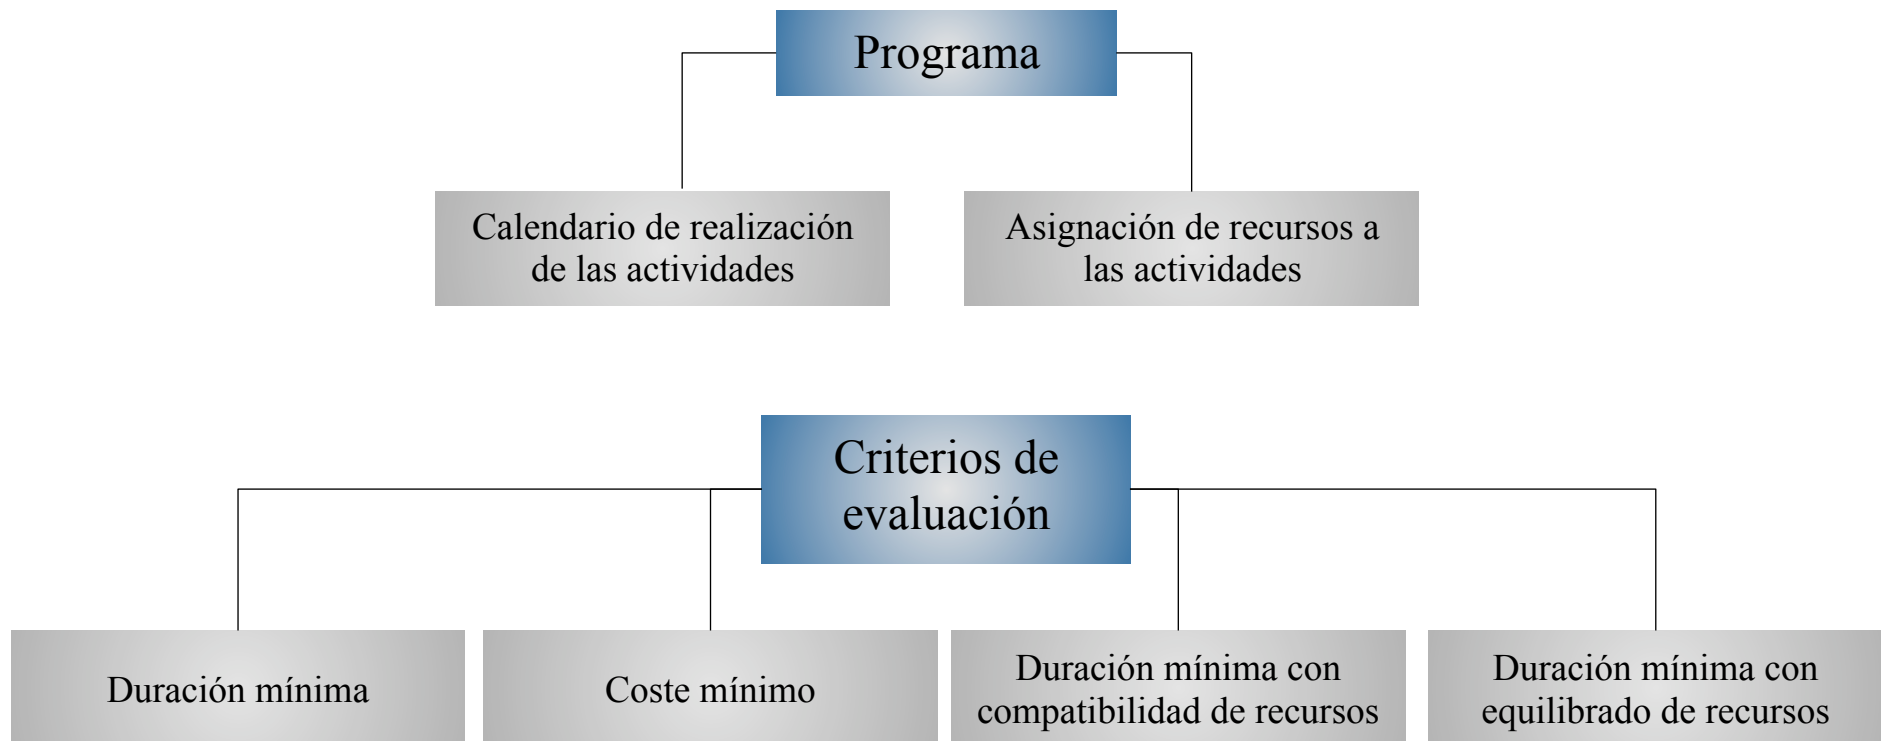 Programa
Calendario de realización
de las actividades
Asignación de recursos a
las actividades
Criterios de
evaluación
Duración mínima
Coste mínimo
Duración mínima con
compatibilidad de recursos
Duración mínima con
equilibrado de recursos